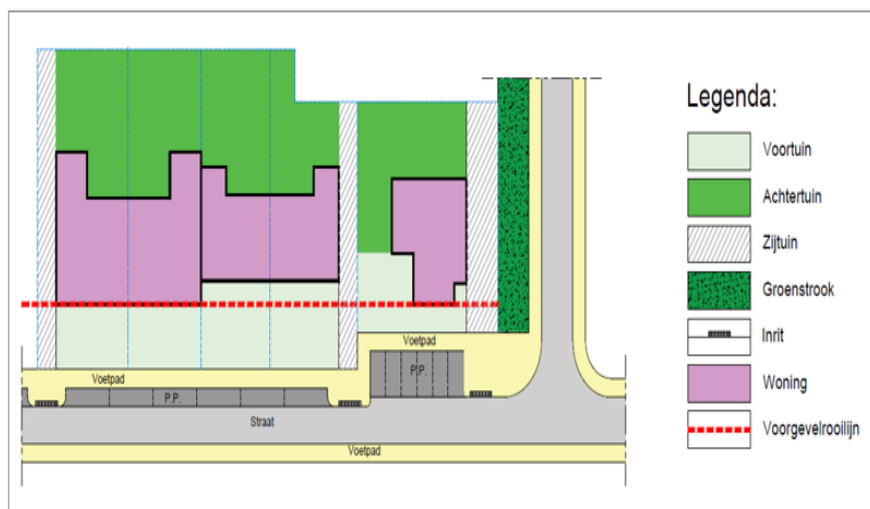 Legenda:
Voortuin
Achtertuin
Zijtuin
Groenstrook
Inrit
Woning
Voorgevelrooilijn
Voetpad
P.P.
Voetpad
P.P.
Straat
Voetpad